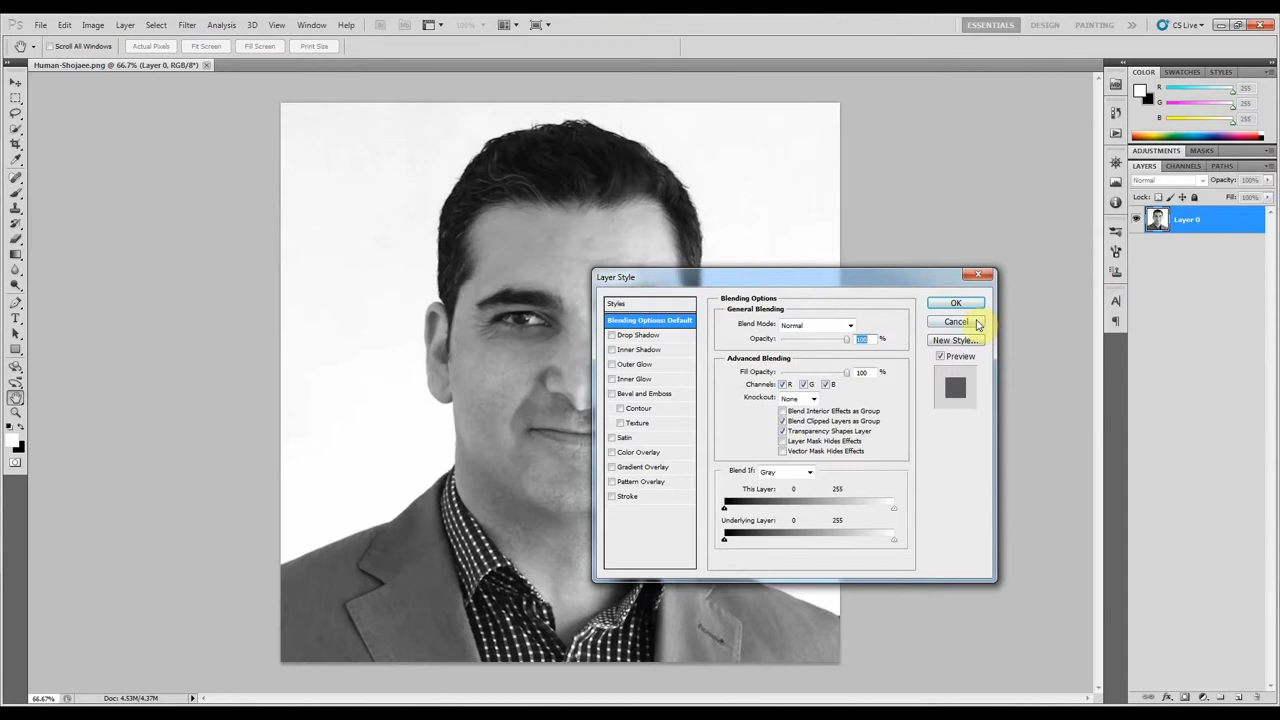 Ps File Edit Image Layer Select Filter Analysis 3D View Window Help 100% ESSENTIALS DESIGN PAINTING CS Live
Scroll All Windows Actual Pixels Fit Screen Fill Screen Print Size
Human-Shojaee.png @ 66.7% (Layer 0, RGB/8*)
COLOR SWATCHES STYLES
R 255
G 255
B 255
ADJUSTMENTS MASKS
LAYERS CHANNELS PATHS
Normal Opacity: 100%
Lock: Fill: 100%
Layer 0
Layer Style
Styles
Blending Options: Default
Drop Shadow
Inner Shadow
Outer Glow
Inner Glow
Bevel and Emboss
Contour
Texture
Satin
Color Overlay
Gradient Overlay
Pattern Overlay
Stroke
Blending Options
General Blending
Blend Mode: Normal
Opacity: 100 %
Advanced Blending
Fill Opacity: 100 %
Channels: R G B
Knockout: None
Blend Interior Effects as Group
Blend Clipped Layers as Group
Transparency Shapes Layer
Layer Mask Hides Effects
Vector Mask Hides Effects
Blend If: Gray
This Layer: 0 255
Underlying Layer: 0 255
OK
Cancel
New Style...
Preview
66.67% Doc: 4.53M/4.37M